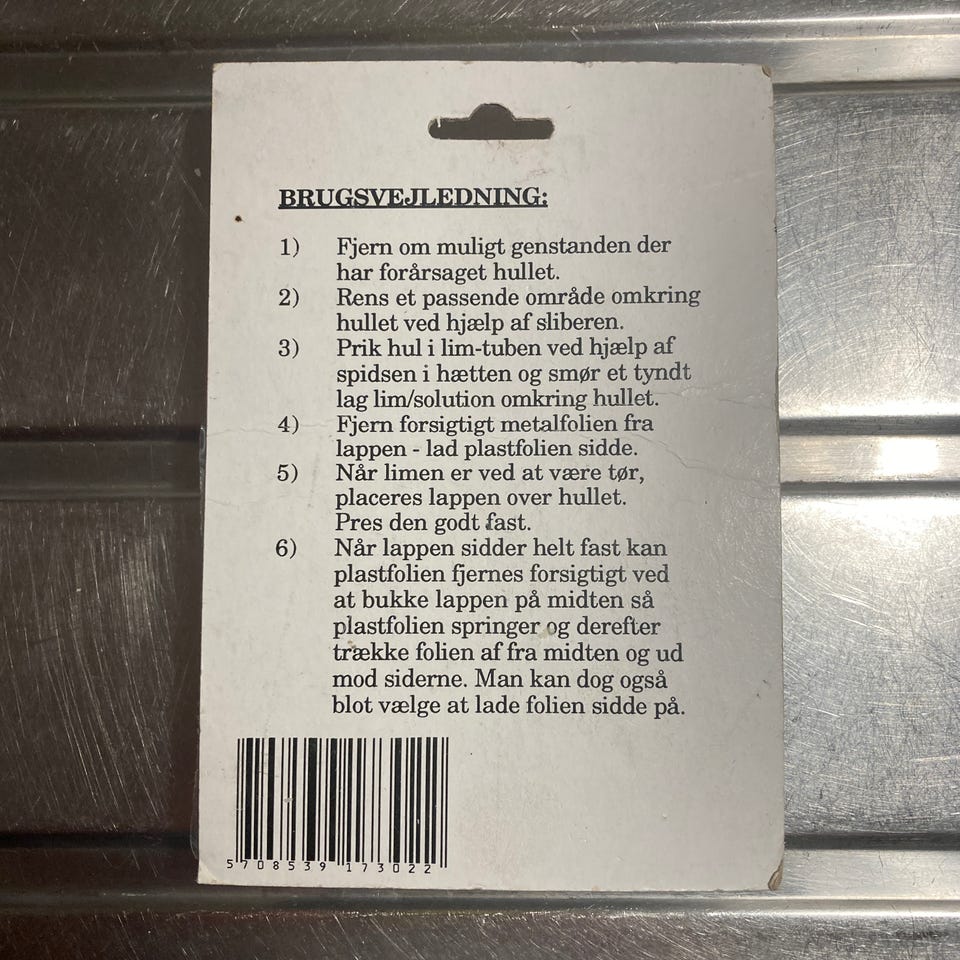 BRUGSVEJLEDNING:
1) Fjern om muligt genstanden der
har forårsaget hullet.
2) Rens et passende område omkring
hullet ved hjælp af sliberen.
3) Prik hul i lim-tuben ved hjælp af
spidsen i hætten og smør et tyndt
lag lim/solution omkring hullet.
4) Fjern forsigtigt metalfolien fra
lappen - lad plastfolien sidde.
5) Når limen er ved at være tør,
placeres lappen over hullet.
Pres den godt fast.
6) Når lappen sidder helt fast kan
plastfolien fjernes forsigtigt ved
at bukke lappen på midten så
plastfolien springer og derefter
trække folien af fra midten og ud
mod siderne. Man kan dog også
blot vælge at lade folien sidde på.
5 708539 173022